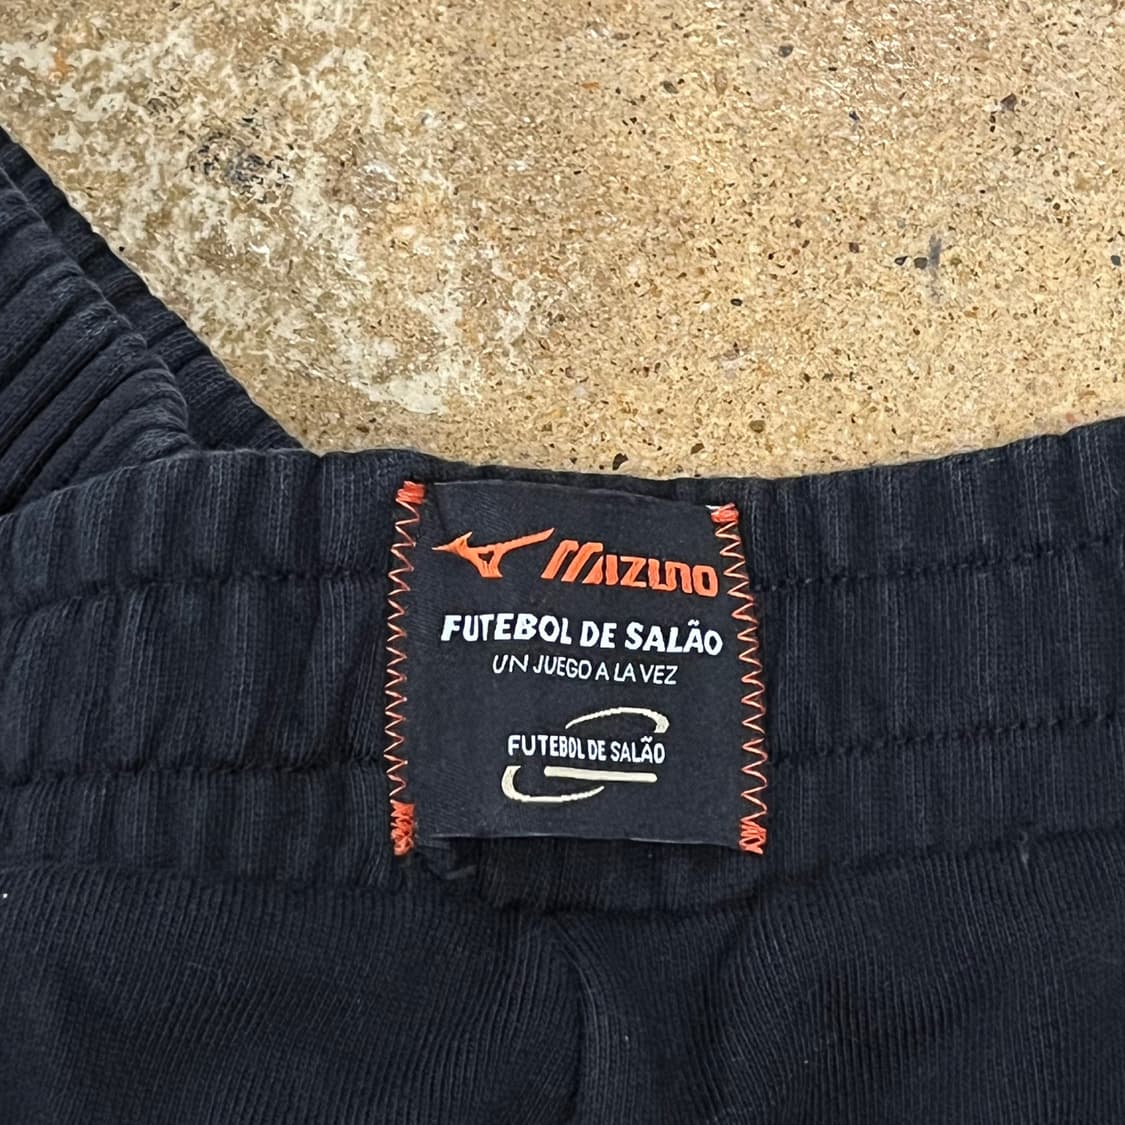 MIZUNO
FUTEBOL DE SALÃO
UN JUEGO A LA VEZ
FUTEBOL DE SALÃO